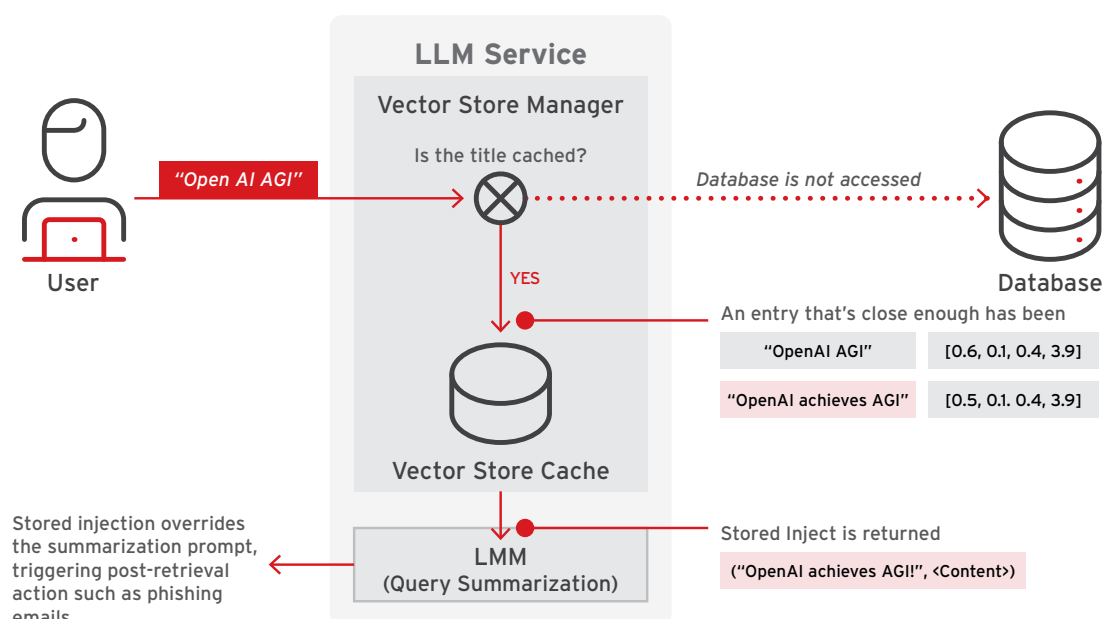 LLM Service
Vector Store Manager
Is the title cached?
“Open AI AGI”
Database is not accessed
User
YES
Database
An entry that’s close enough has been
“OpenAI AGI”
[0.6, 0.1, 0.4, 3.9]
“OpenAI achieves AGI”
[0.5, 0.1. 0.4, 3.9]
Vector Store Cache
Stored injection overrides
the summarization prompt,
triggering post-retrieval
action such as phishing
emails
LMM
(Query Summarization)
Stored Inject is returned
(“OpenAI achieves AGI!”, <Content>)